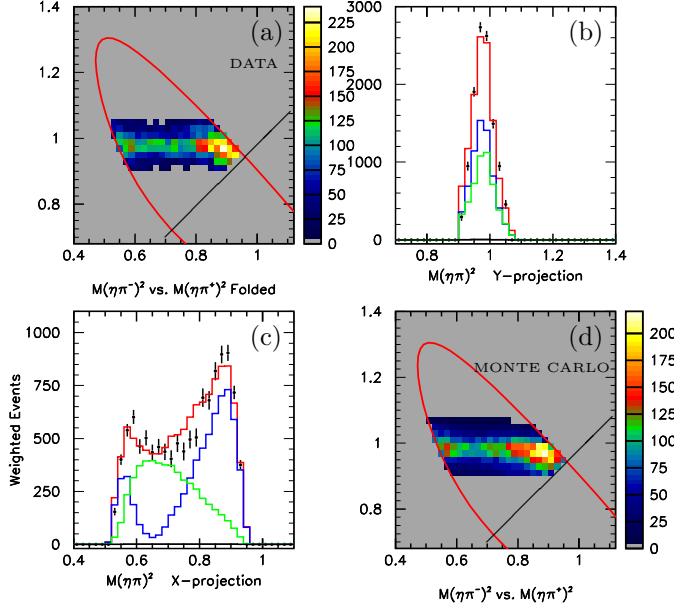 (a)
DATA
1.4
1.2
1
0.8
0.4 0.6 0.8 1
225
200
175
150
125
100
75
50
25
0
M(ηπ⁻)² vs. M(ηπ⁺)² Folded
(b)
3000
2000
1000
0
0.8 1 1.2 1.4
M(ηπ)² Y-projection
(c)
Weighted Events
1000
750
500
250
0
0.4 0.6 0.8 1
M(ηπ)² X-projection
(d)
MONTE CARLO
1.4
1.2
1
0.8
0.4 0.6 0.8 1
200
175
150
125
100
75
50
25
0
M(ηπ⁻)² vs. M(ηπ⁺)²